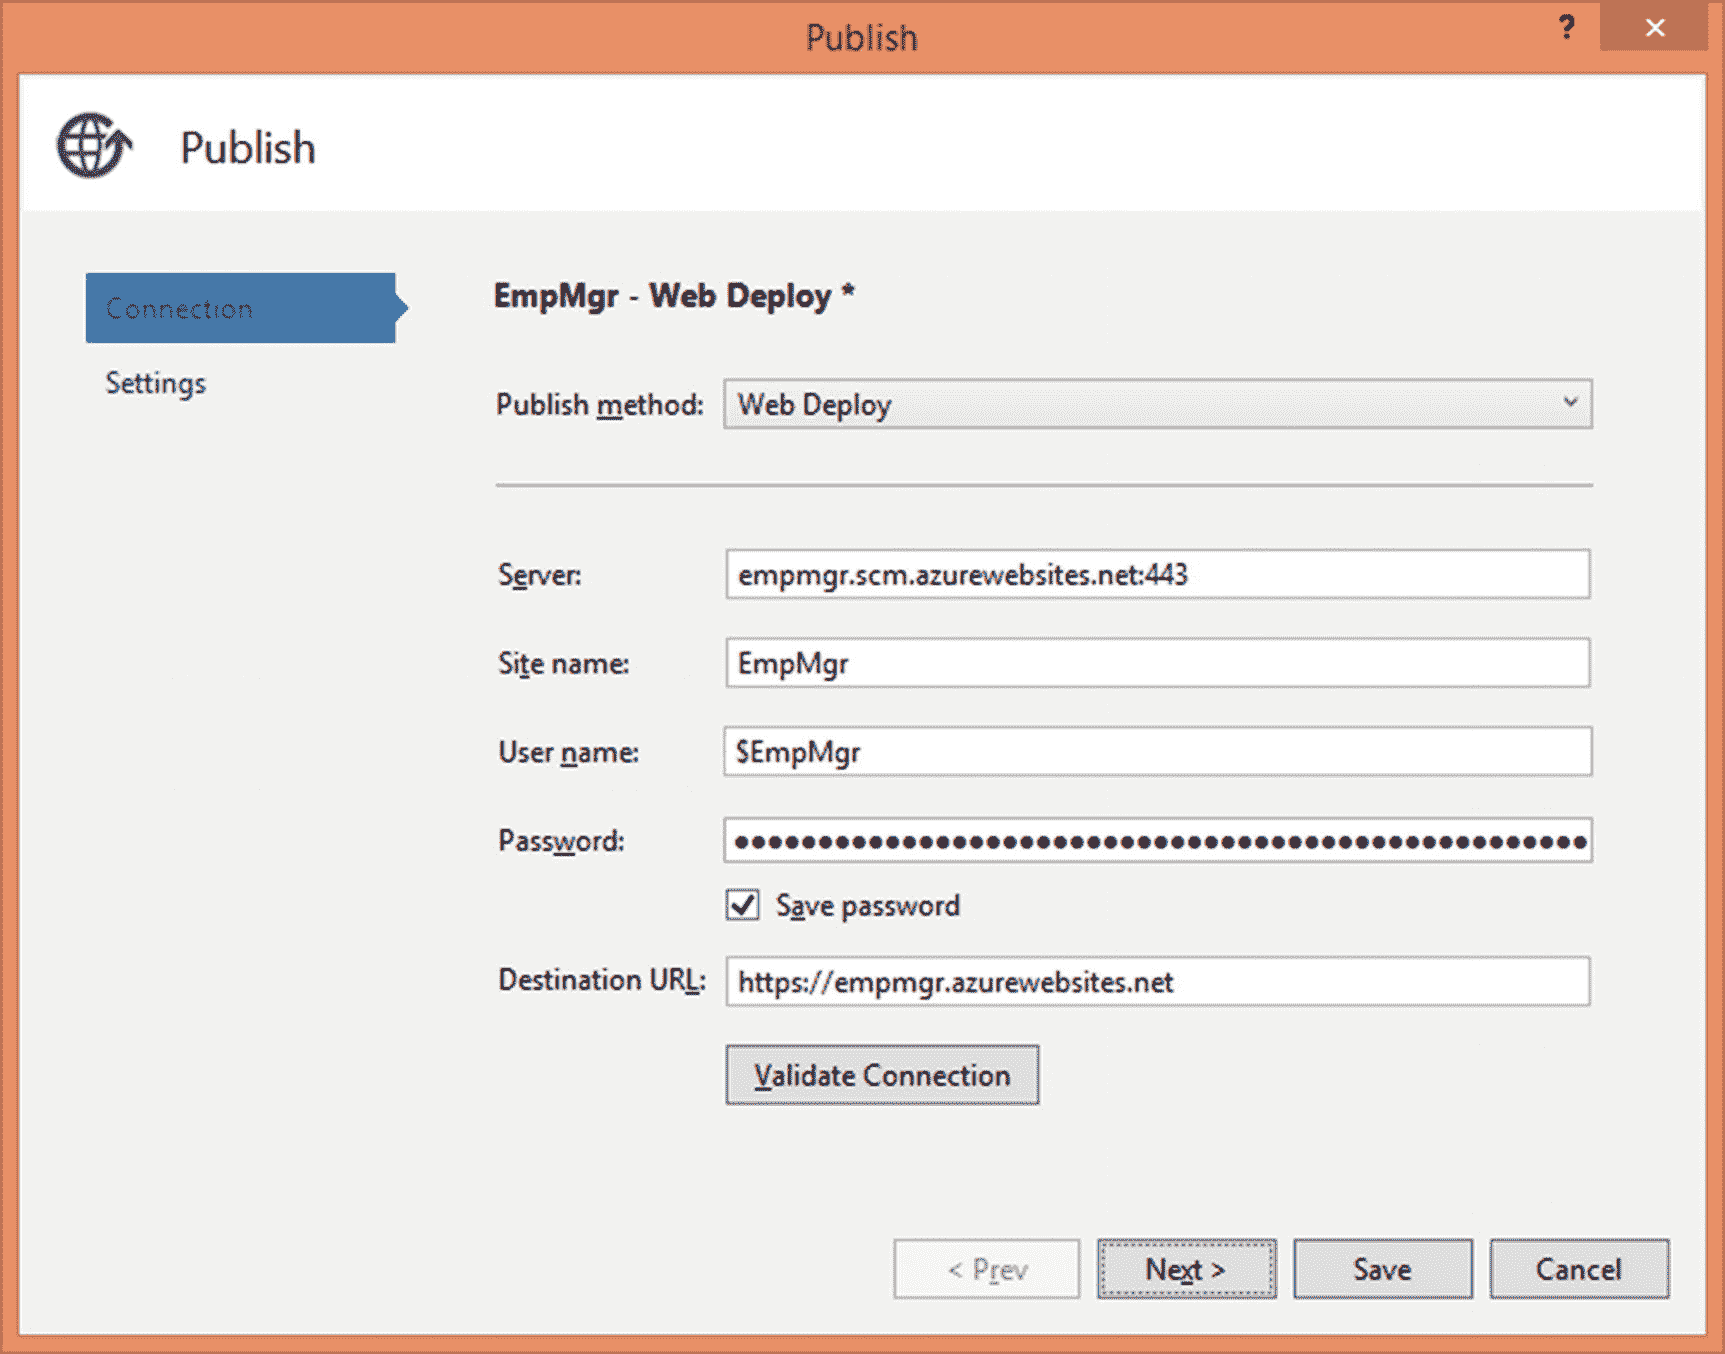 Publish
?
Publish
Connection
Settings
EmpMgr - Web Deploy *
Publish method: Web Deploy
Server: empmgr.scm.azurewebsites.net:443
Site name: EmpMgr
User name: $EmpMgr
Password: ●●●●●●●●●●●●●●●●●●●●●●●●●●●●●●●●●●●●●●●●●●●●●●●●●●●
Save password
Destination URL: https://empmgr.azurewebsites.net
Validate Connection
< Prev Next > Save Cancel